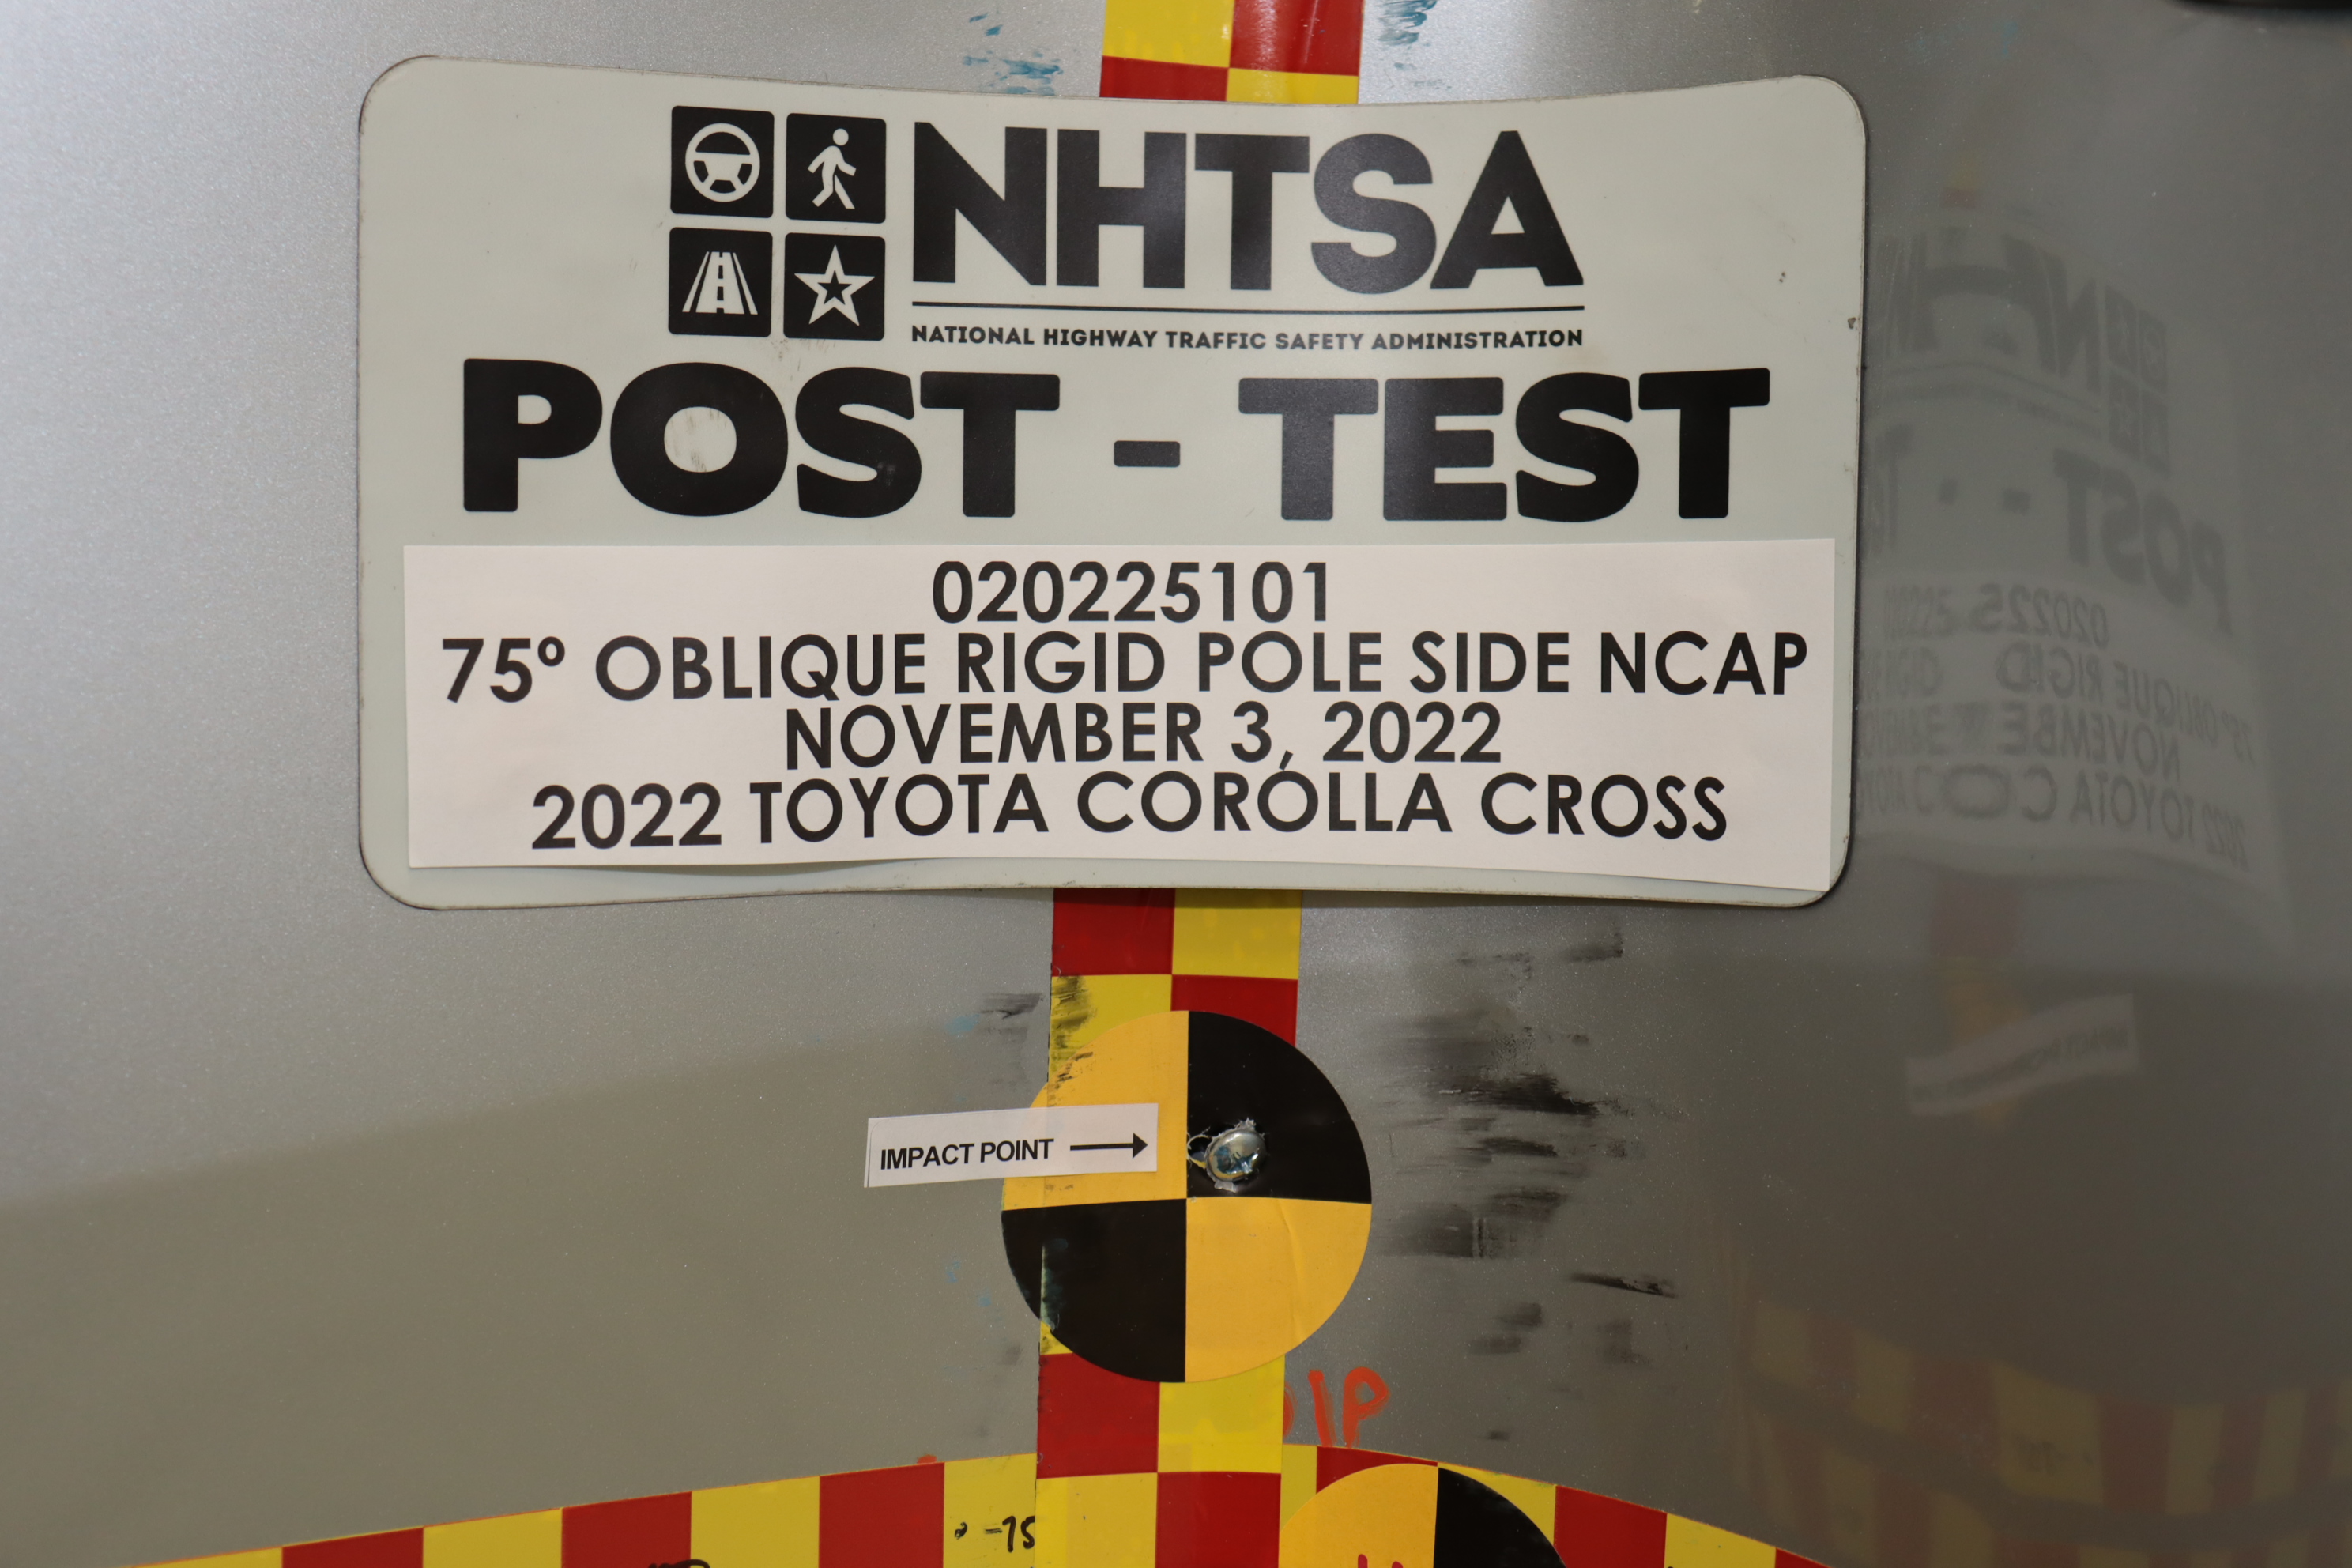 NHTSA
NATIONAL HIGHWAY TRAFFIC SAFETY ADMINISTRATION
POST - TEST
020225101
75º OBLIQUE RIGID POLE SIDE NCAP
NOVEMBER 3, 2022
2022 TOYOTA COROLLA CROSS
IMPACT POINT →
-75